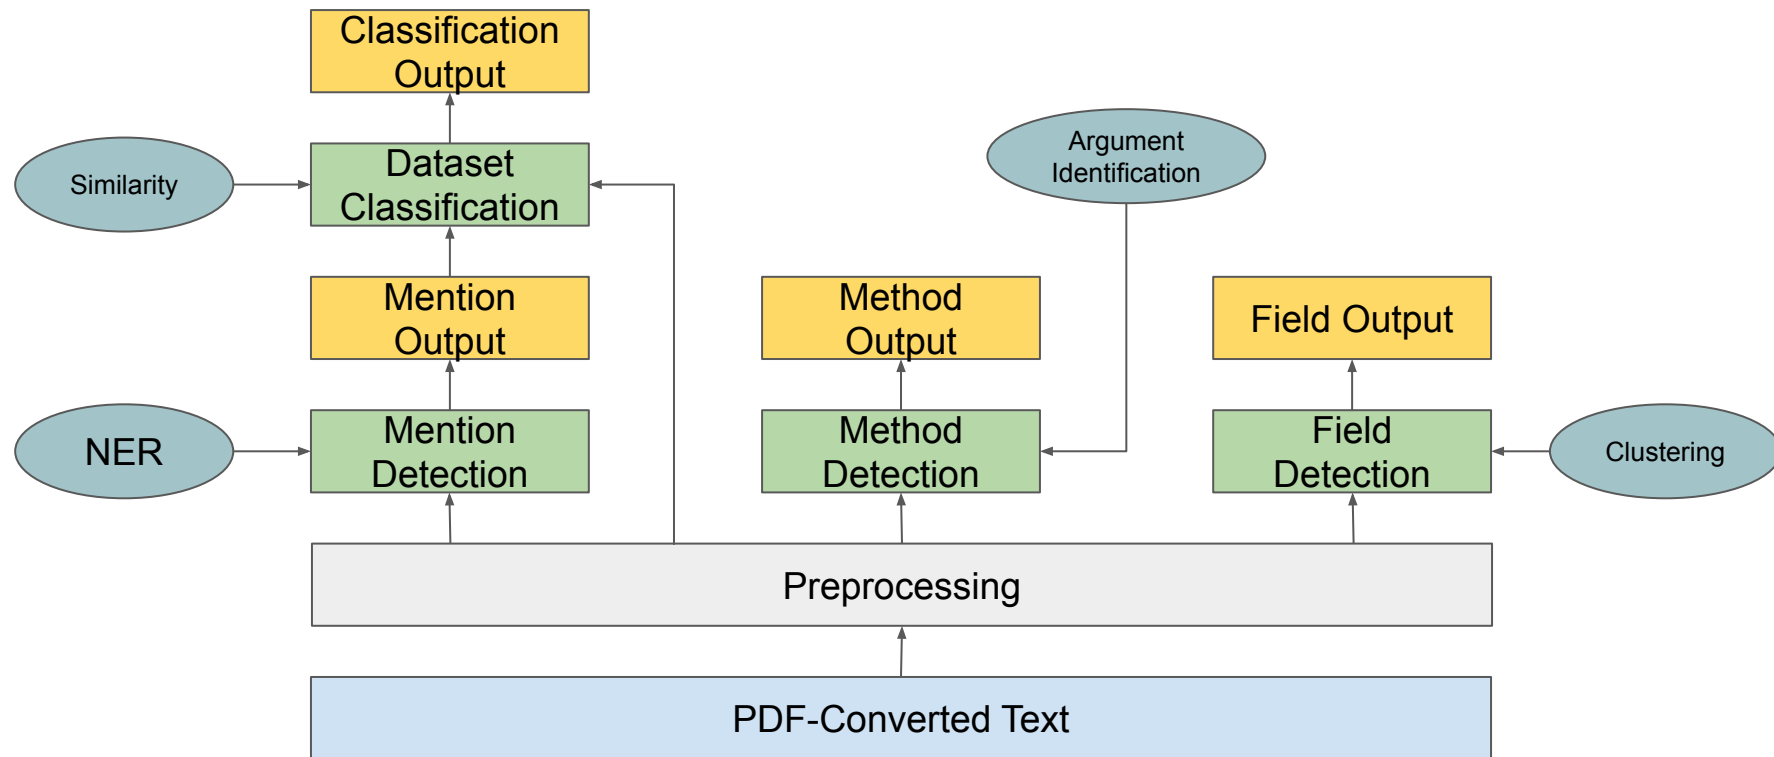 Classification
Output
Similarity
Dataset
Classification
Argument
Identification
Mention
Output
Method
Output
Field Output
NER
Mention
Detection
Method
Detection
Field
Detection
Clustering
Preprocessing
PDF-Converted Text